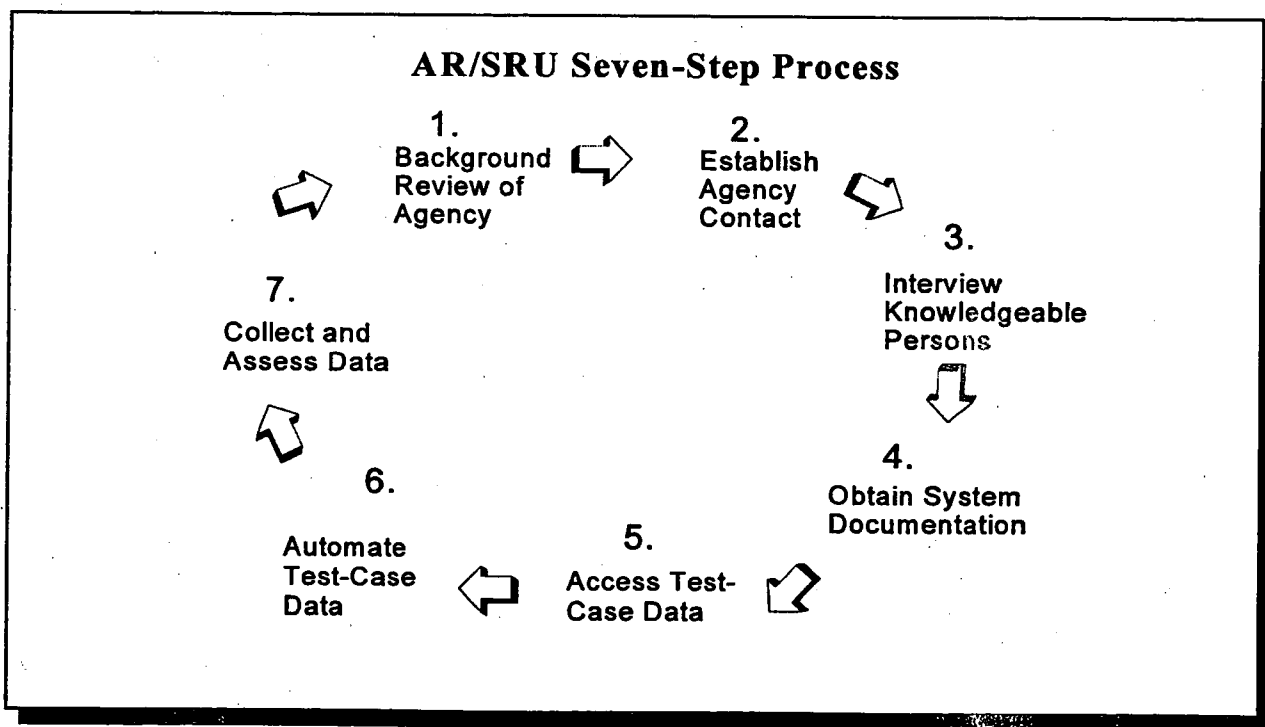 AR/SRU Seven-Step Process
1.
Background
Review of
Agency
2.
Establish
Agency
Contact
3.
Interview
Knowledgeable
Persons
4.
Obtain System
Documentation
5.
Access Test-
Case Data
6.
Automate
Test-Case
Data
7.
Collect and
Assess Data